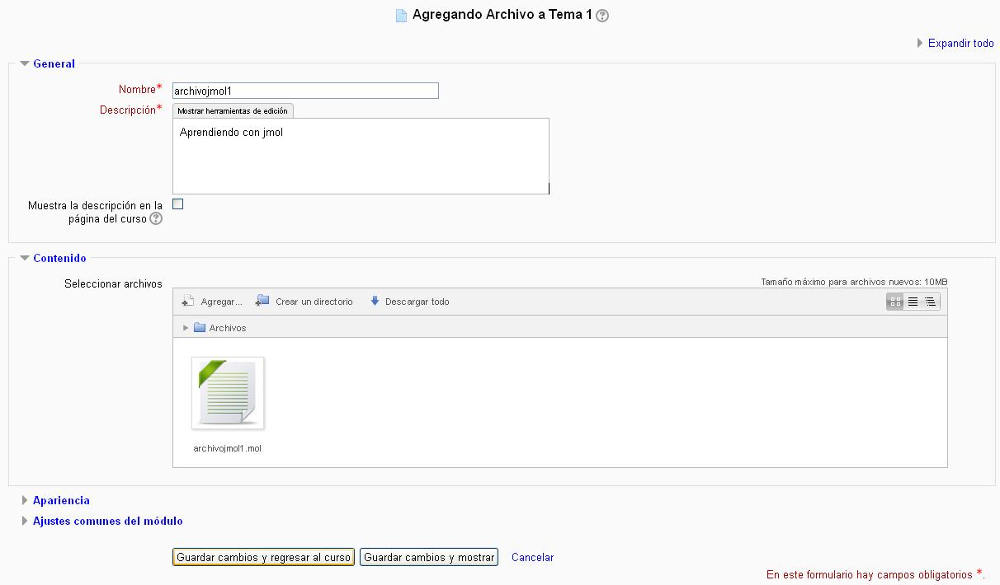 Agregando Archivo a Tema 1
Expandir todo
General
Nombre*
archivojmol1
Descripción*
Mostrar herramientas de edición
Aprendiendo con jmol
Muestra la descripción en la
página del curso
Contenido
Seleccionar archivos
Tamaño máximo para archivos nuevos: 10MB
Agregar... Crear un directorio Descargar todo
Archivos
archivojmol1.mol
Apariencia
Ajustes comunes del módulo
Guardar cambios y regresar al curso Guardar cambios y mostrar Cancelar
En este formulario hay campos obligatorios *.